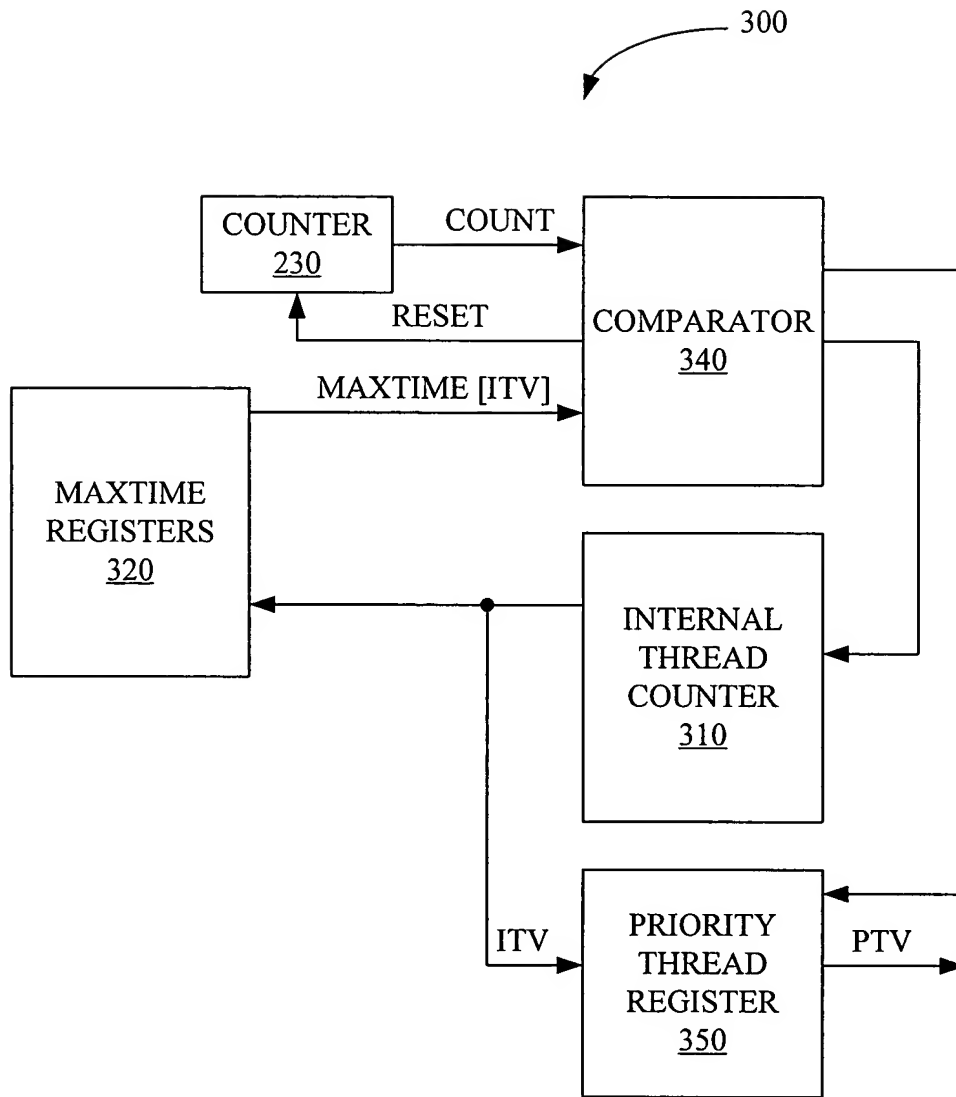 300
COUNTER
230
COUNT
RESET
COMPARATOR
340
MAXTIME [ITV]
MAXTIME
REGISTERS
320
INTERNAL
THREAD
COUNTER
310
ITV
PRIORITY
THREAD
REGISTER
350
PTV